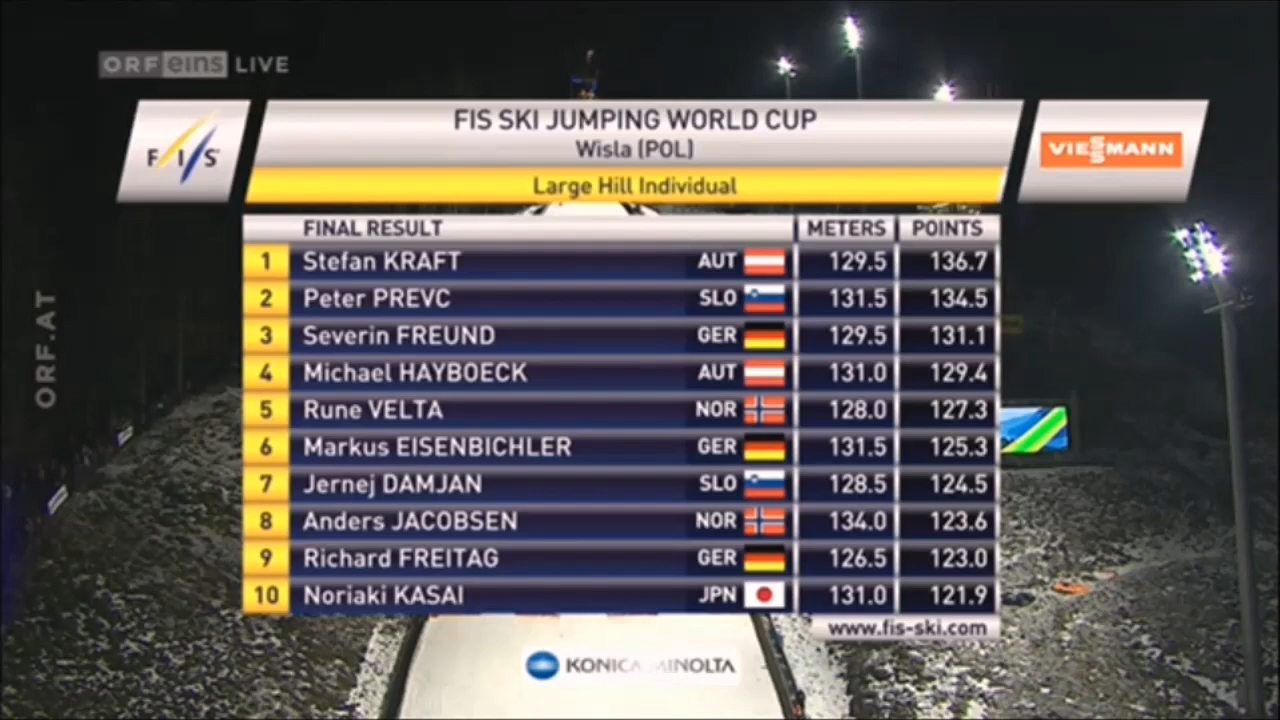 ORF eins LIVE
FIS
FIS SKI JUMPING WORLD CUP
Wisla (POL)
VIESSMANN
Large Hill Individual
FINAL RESULT METERS POINTS
1 Stefan KRAFT AUT 129.5 136.7
2 Peter PREVC SLO 131.5 134.5
3 Severin FREUND GER 129.5 131.1
4 Michael HAYBOECK AUT 131.0 129.4
5 Rune VELTA NOR 128.0 127.3
6 Markus EISENBICHLER GER 131.5 125.3
7 Jernej DAMJAN SLO 128.5 124.5
8 Anders JACOBSEN NOR 134.0 123.6
9 Richard FREITAG GER 126.5 123.0
10 Noriaki KASAI JPN 131.0 121.9
www.fis-ski.com
KONICA MINOLTA
ORF.AT